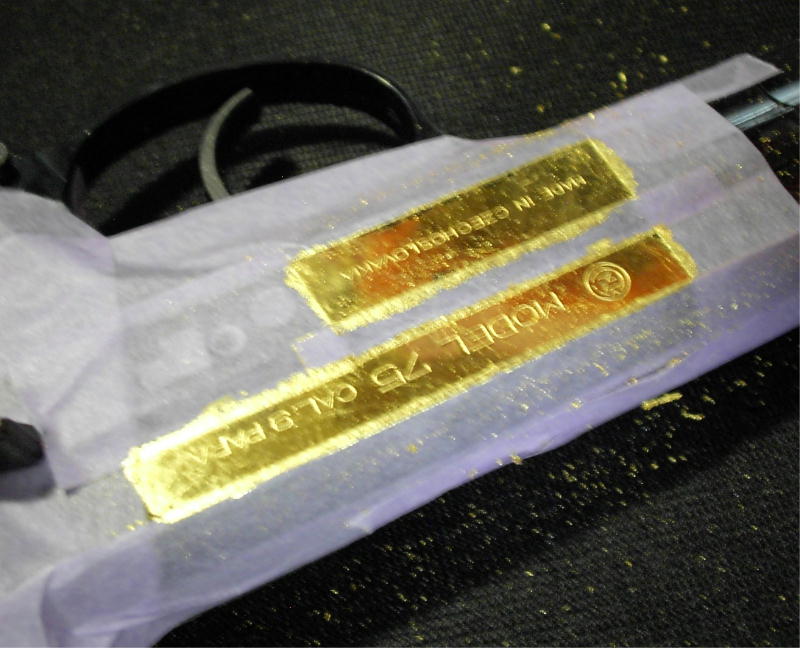 MODEL 75 CAL. 9 PARA
MADE IN CZECHOSLOVAKIA